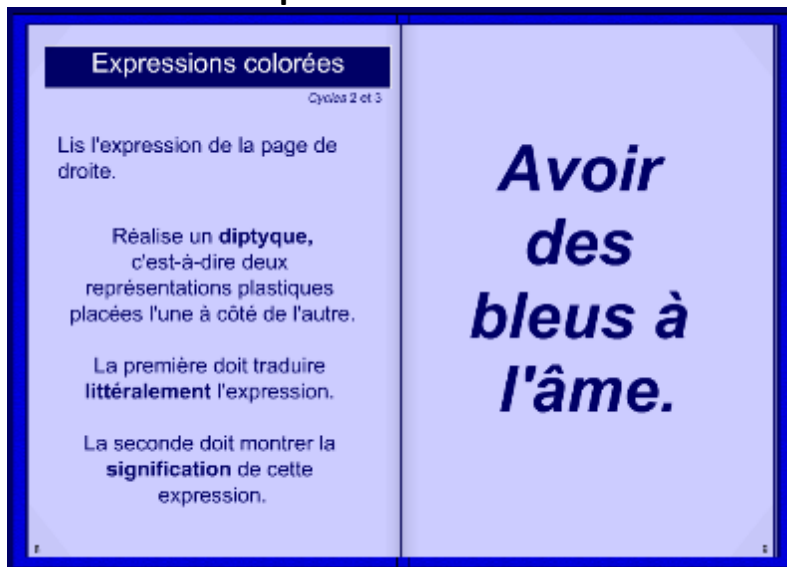 Expressions colorées
Cycles 2 et 3
Lis l'expression de la page de
droite.
Réalise un diptyque,
c'est-à-dire deux
représentations plastiques
placées l'une à côté de l'autre.
La première doit traduire
littéralement l'expression.
La seconde doit montrer la
signification de cette
expression.
Avoir
des
bleus à
l'âme.